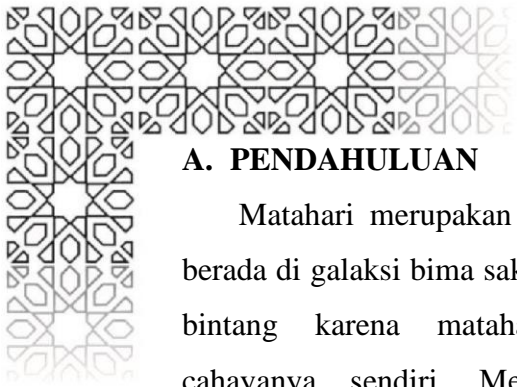 A. PENDAHULUAN
Matahari merupakan
berada di galaksi bima
bintang karena
cahayanya sendiri.